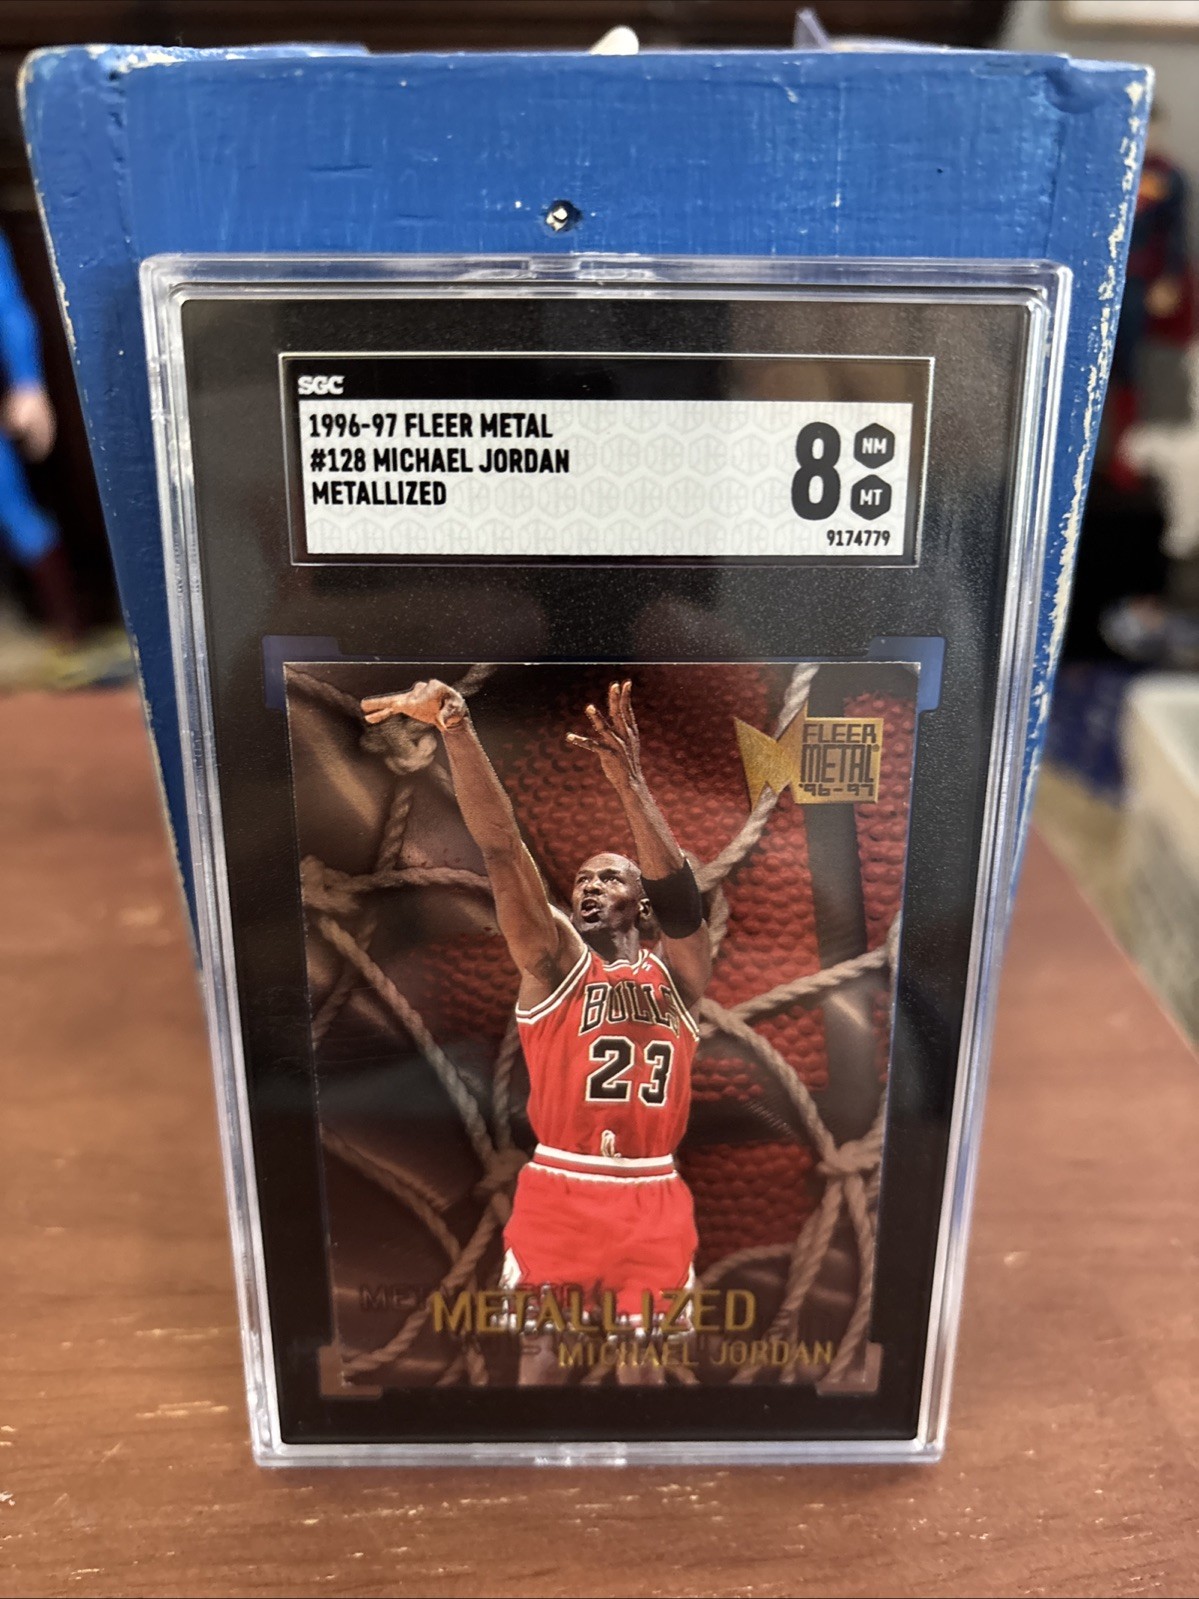 SGC
1996-97 FLEER METAL
#128 MICHAEL JORDAN
METALLIZED
8
NM
MT
9174779
FLEER
METAL®
'96-97
BULLS
23
METALLIZED
MICHAEL JORDAN